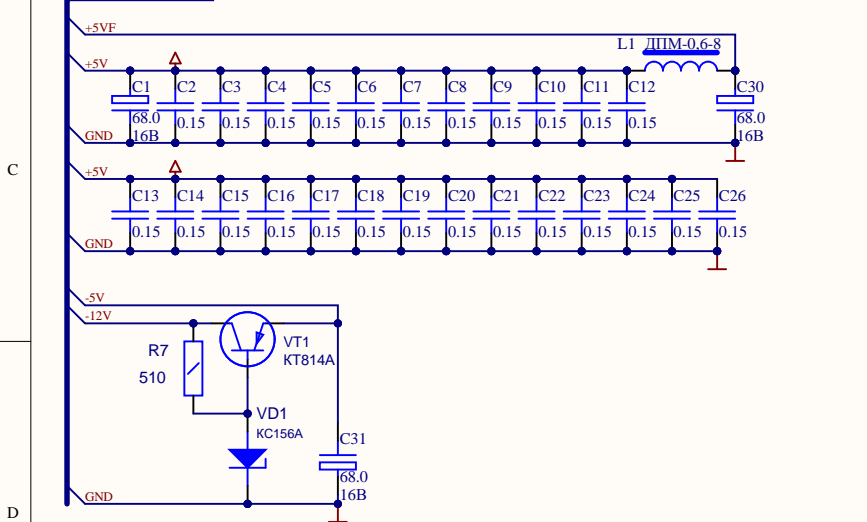 +5VF
L1 ДПМ-0,6-8
+5V
C1 C2 C3 C4 C5 C6 C7 C8 C9 C10 C11 C12 C30
68.0 0.15 0.15 0.15 0.15 0.15 0.15 0.15 0.15 0.15 0.15 0.15 68.0
GND 16В 16В
C
+5V
C13 C14 C15 C16 C17 C18 C19 C20 C21 C22 C23 C24 C25 C26
0.15 0.15 0.15 0.15 0.15 0.15 0.15 0.15 0.15 0.15 0.15 0.15 0.15 0.15
GND
-5V
-12V
R7 VT1
510 КТ814А
VD1
КС156А
C31
68.0
GND 16В
D